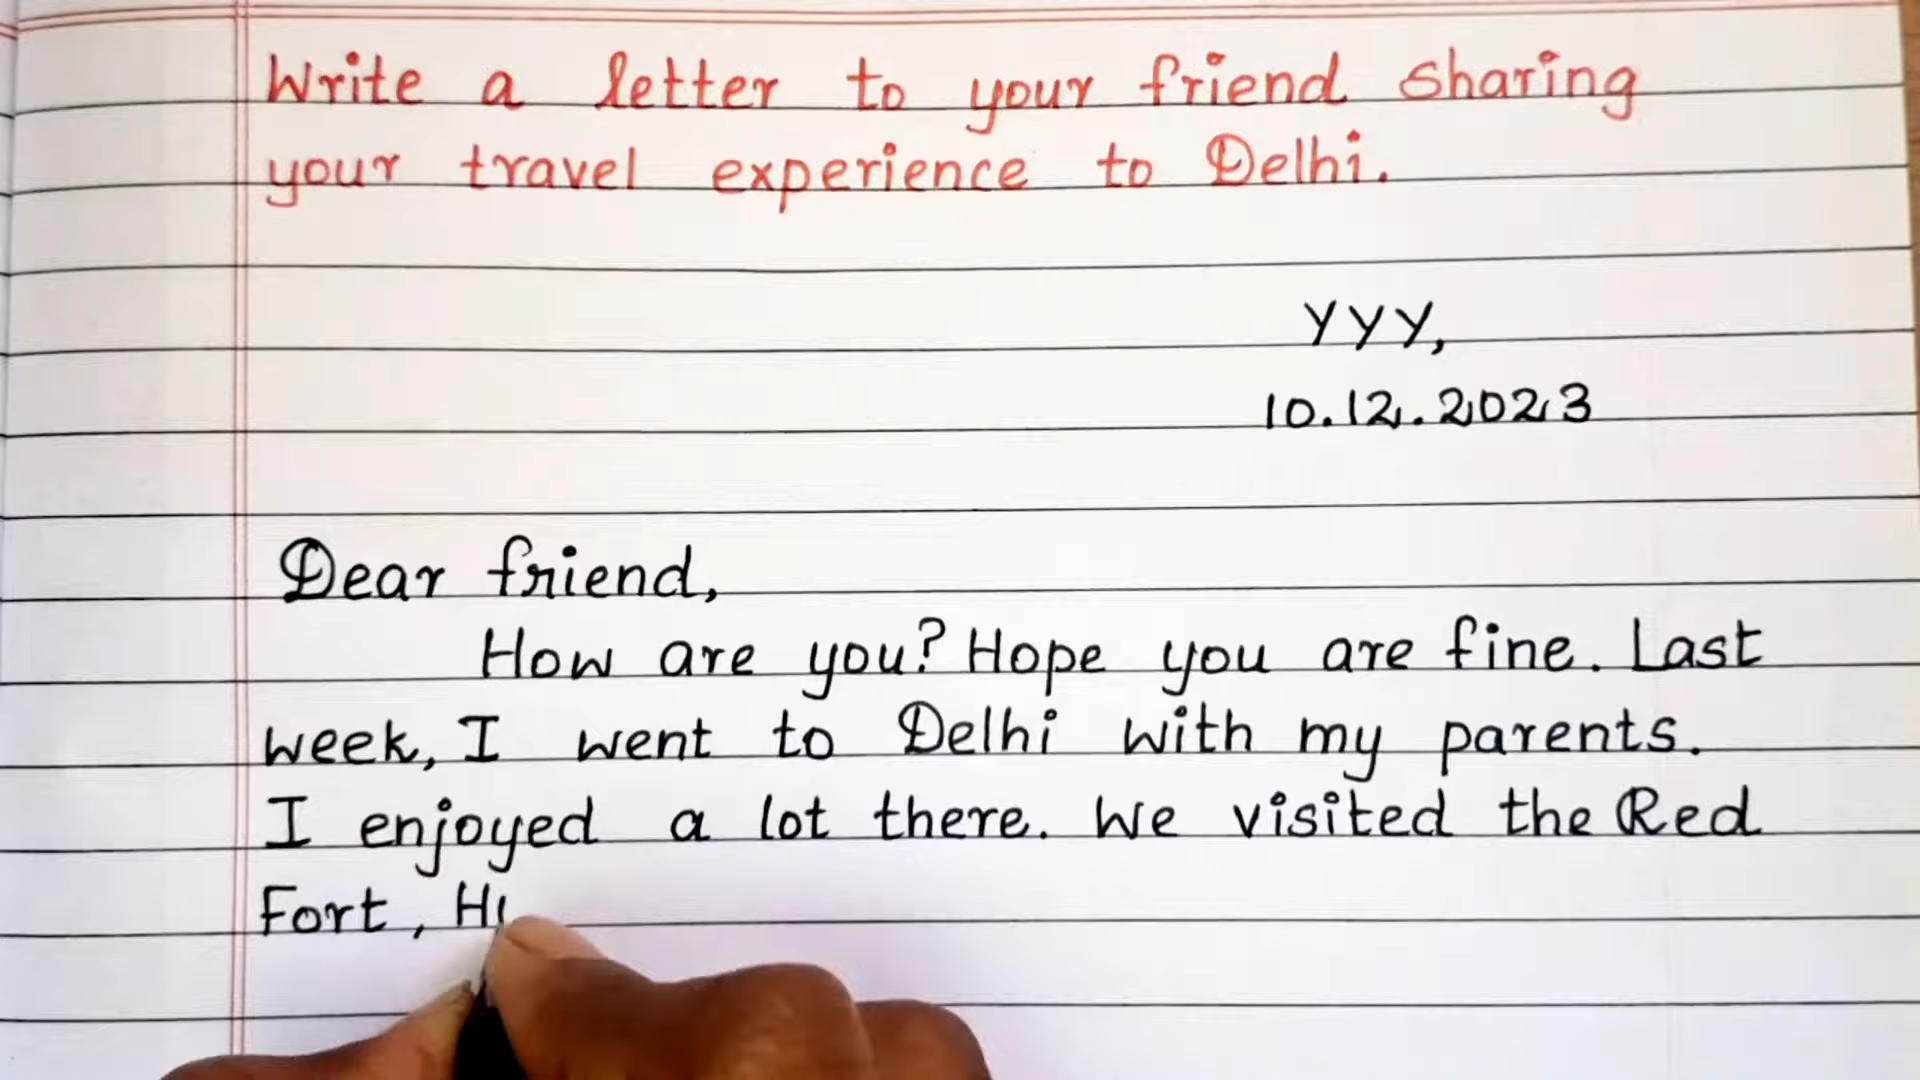 Write a letter to your friend sharing
your travel experience to Delhi.
YYY,
10.12.2023
Dear friend,
How are you? Hope you are fine. Last
week, I went to Delhi with my parents.
I enjoyed a lot there. We visited the Red
Fort,